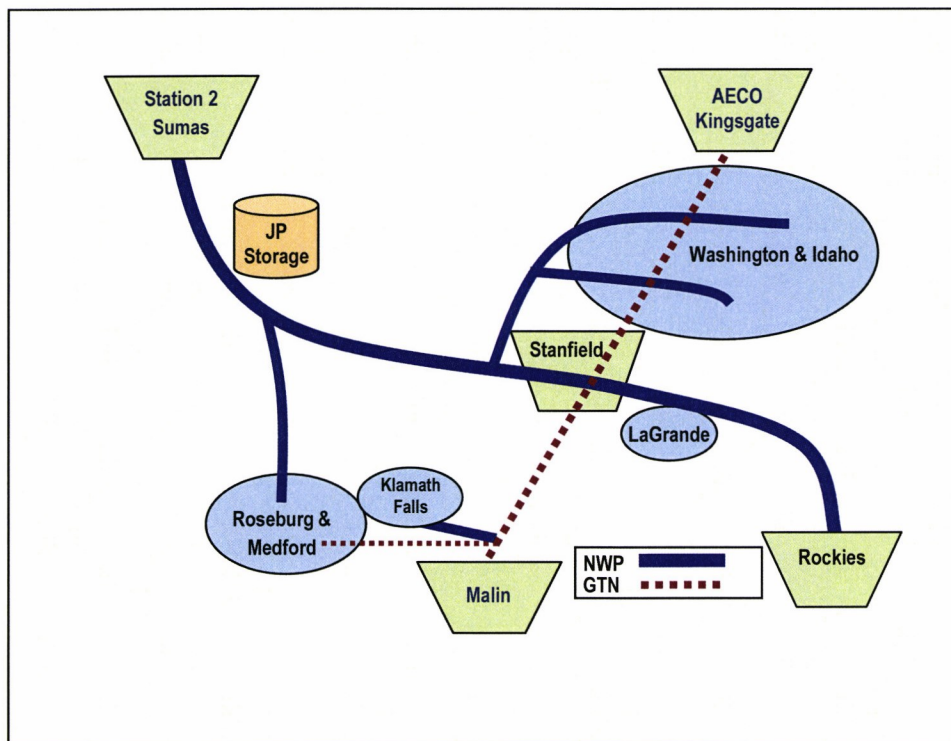 Station 2
Sumas
AECO
Kingsgate
JP
Storage
Washington & Idaho
Stanfield
LaGrande
Klamath
Falls
Roseburg &
Medford
Malin
NWP
GTN
Rockies